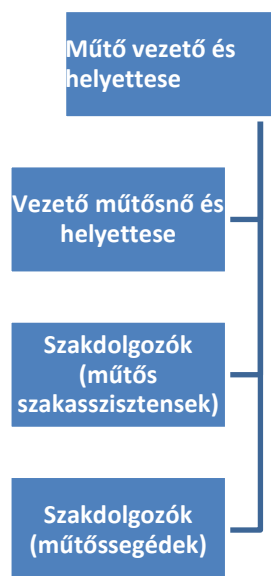 Műtő vezető és
helyettese
Vezető műtősnő és
helyettese
Szakdolgozók
(műtős
szakasszisztensek)
Szakdolgozók
(műtőssegédek)